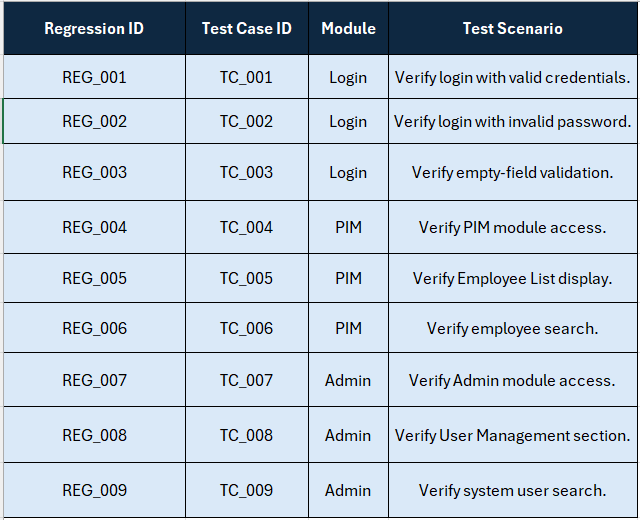 Regression ID Test Case ID Module Test Scenario
REG_001 TC_001 Login Verify login with valid credentials.
REG_002 TC_002 Login Verify login with invalid password.
REG_003 TC_003 Login Verify empty-field validation.
REG_004 TC_004 PIM Verify PIM module access.
REG_005 TC_005 PIM Verify Employee List display.
REG_006 TC_006 PIM Verify employee search.
REG_007 TC_007 Admin Verify Admin module access.
REG_008 TC_008 Admin Verify User Management section.
REG_009 TC_009 Admin Verify system user search.